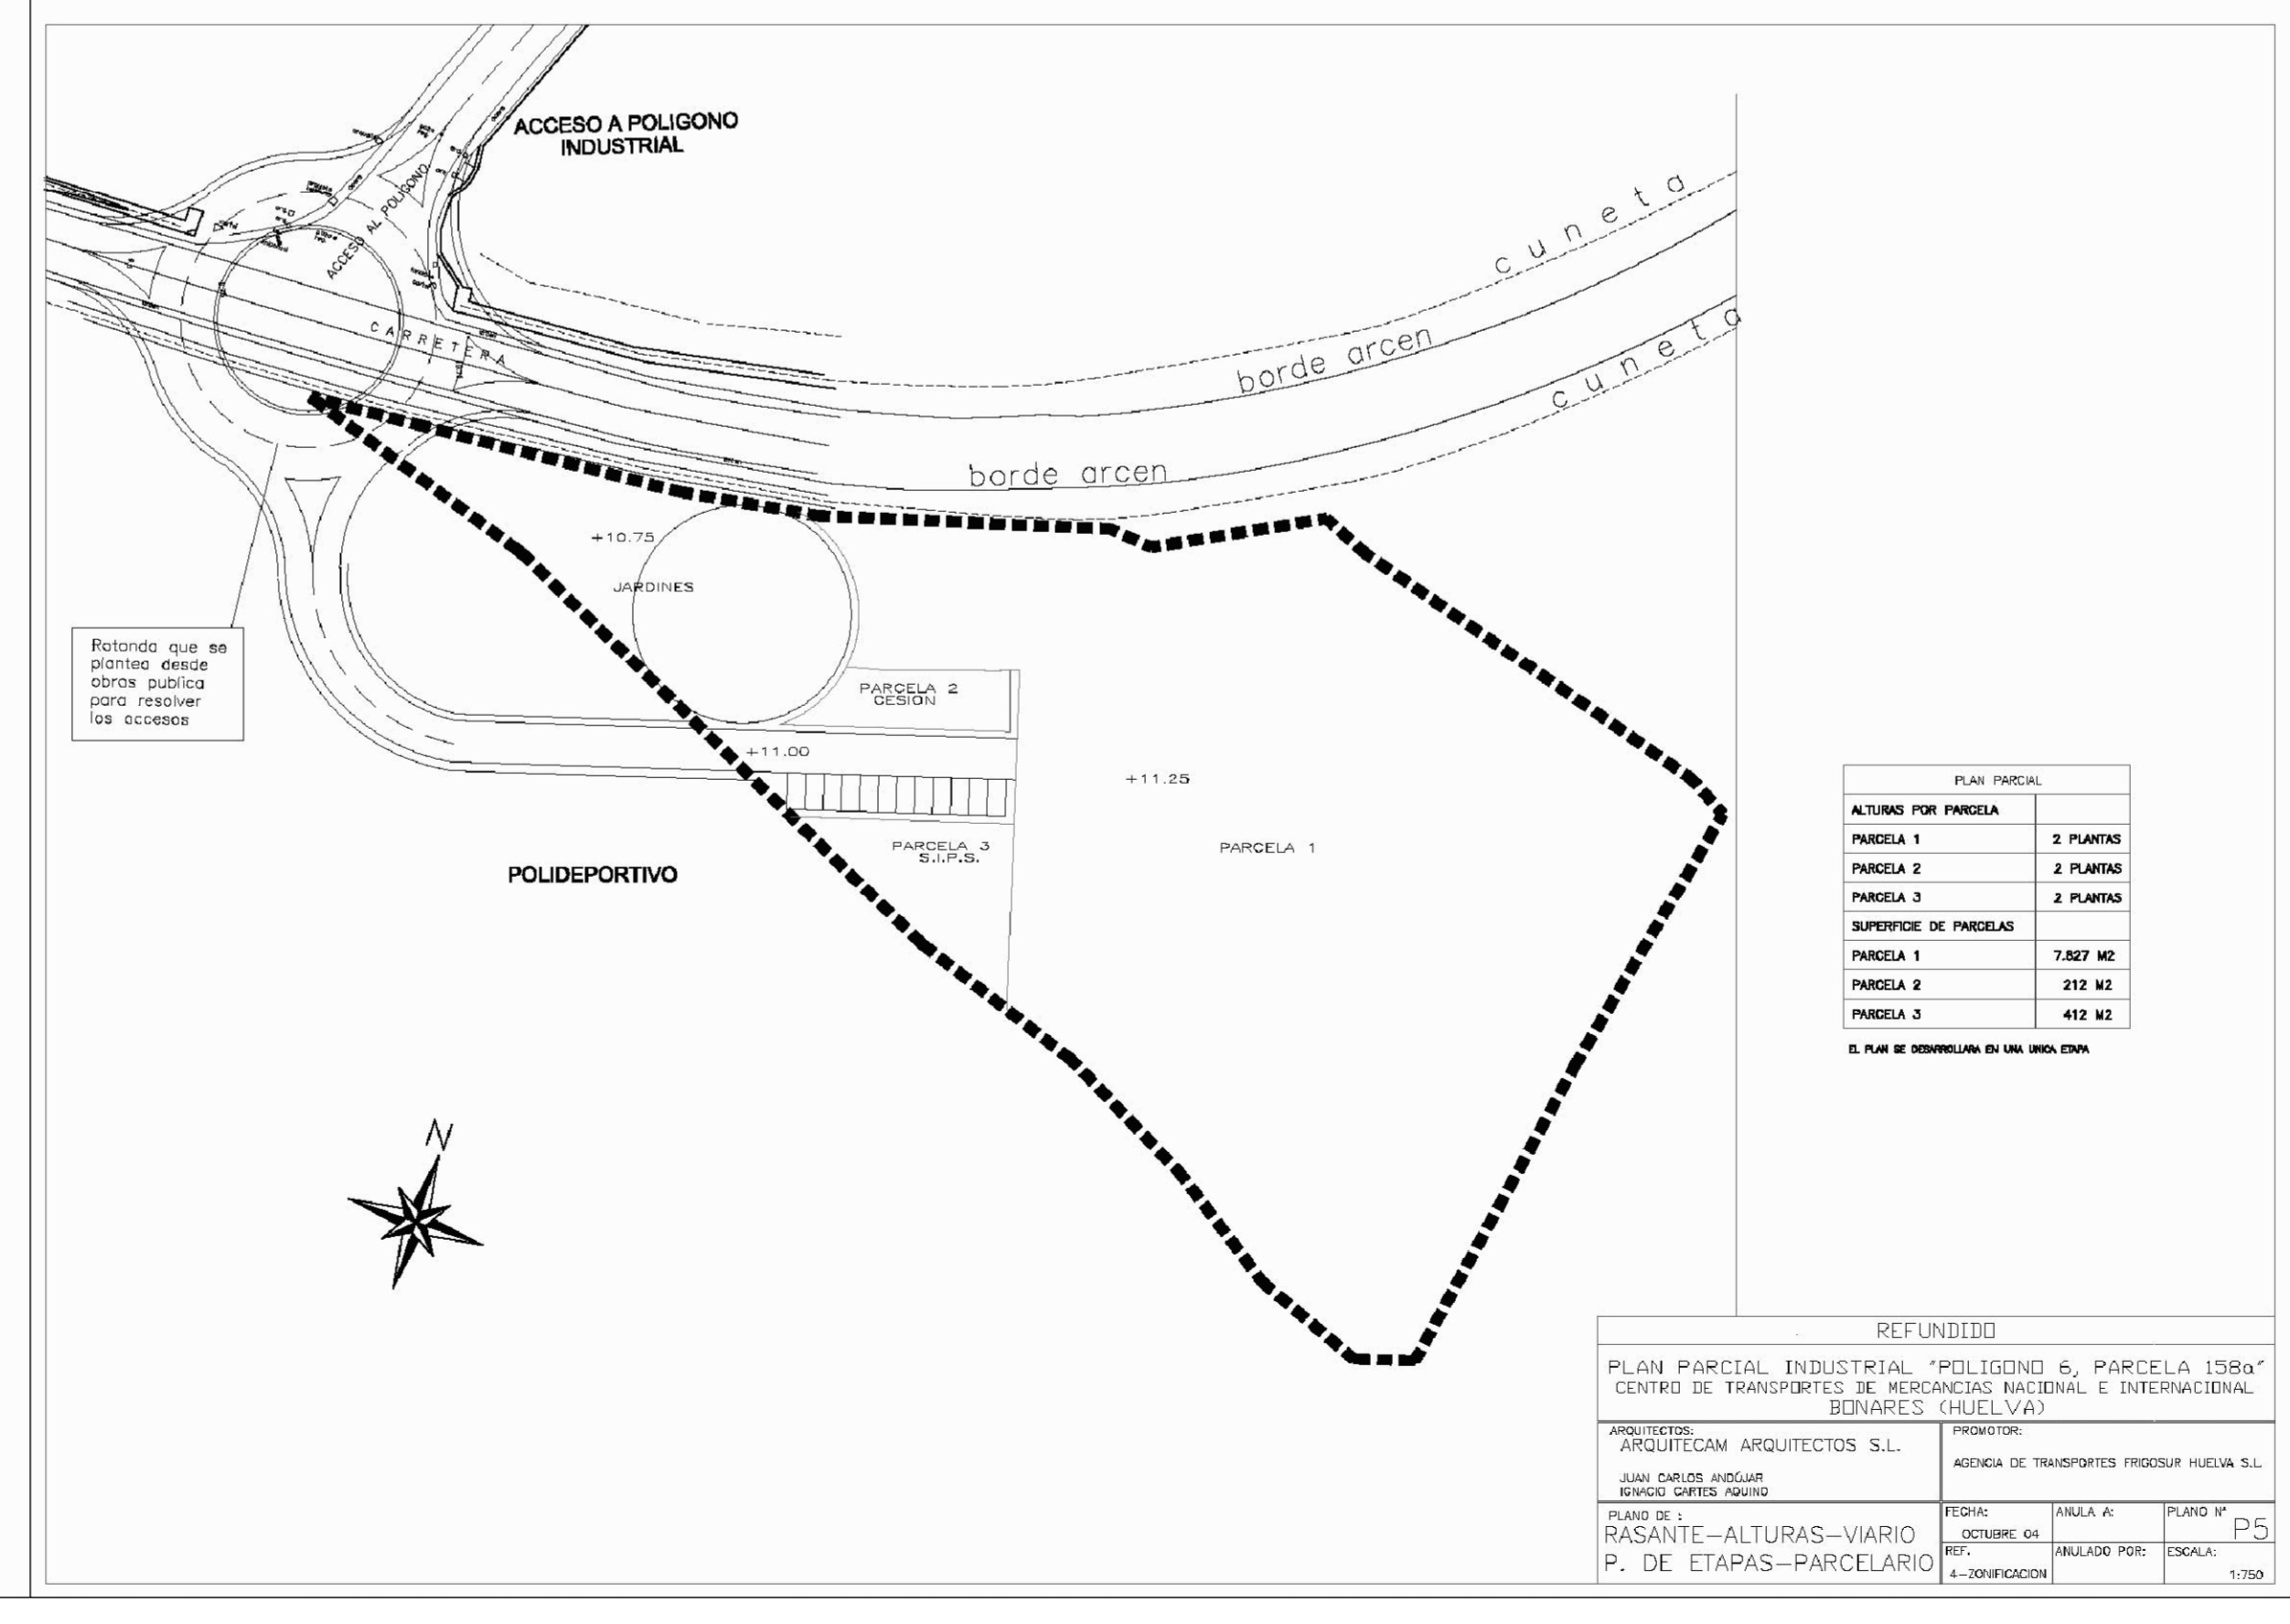 ACCESO A POLIGONO
INDUSTRIAL
ACCESO AL POLIGONO
CARRETERA
cuneta
borde arcen
cuneta
borde arcen
+10.75
JARDINES
Rotonda que se
plantea desde
obras publica
para resolver
los accesos
PARCELA 2
CESION
+11.00
+11.25
PARCELA 3
S.I.P.S.
PARCELA 1
POLIDEPORTIVO
N
PLAN PARCIAL
ALTURAS POR PARCELA
PARCELA 1 2 PLANTAS
PARCELA 2 2 PLANTAS
PARCELA 3 2 PLANTAS
SUPERFICIE DE PARCELAS
PARCELA 1 7.827 M2
PARCELA 2 212 M2
PARCELA 3 412 M2
EL PLAN SE DESARROLLARA EN UNA UNICA ETAPA
REFUNDIDO
PLAN PARCIAL INDUSTRIAL "POLIGONO 6, PARCELA 158a"
CENTRO DE TRANSPORTES DE MERCANCIAS NACIONAL E INTERNACIONAL
BONARES (HUELVA)
ARQUITECTOS:
ARQUITECAM ARQUITECTOS S.L.
JUAN CARLOS ANDÚJAR
IGNACIO CARTES AQUINO
PROMOTOR:
AGENCIA DE TRANSPORTES FRIGOSUR HUELVA S.L
PLANO DE :
RASANTE-ALTURAS-VIARIO
P. DE ETAPAS-PARCELARIO
FECHA:
OCTUBRE 04
ANULA A:
PLANO Nº
P5
REF.
4-ZONIFICACION
ANULADO POR:
ESCALA:
1:750